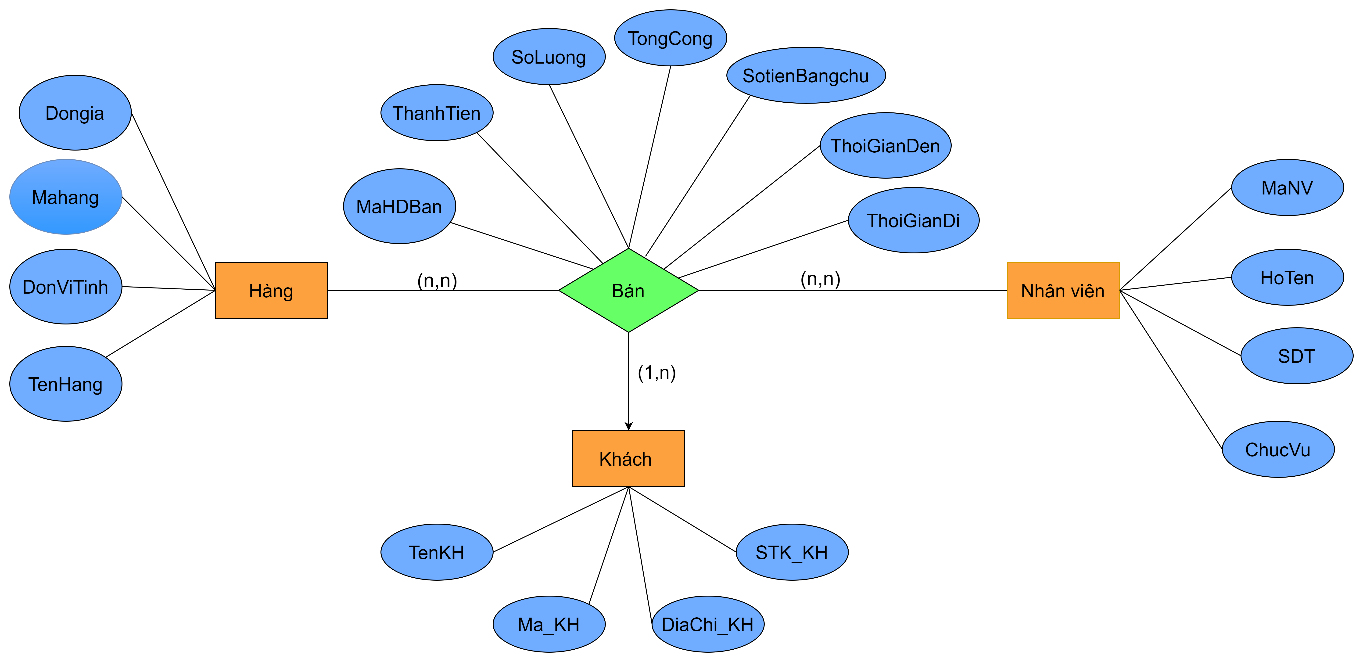 TongCong
SoLuong
SotienBangchu
Dongia
ThanhTien
ThoiGianDen
Mahang
MaHDBan
ThoiGianDi
MaNV
DonViTinh
Hàng
(n,n)
Bán
(n,n)
Nhân viên
HoTen
TenHang
(1,n)
SDT
Khách
ChucVu
TenKH
STK_KH
Ma_KH
DiaChi_KH